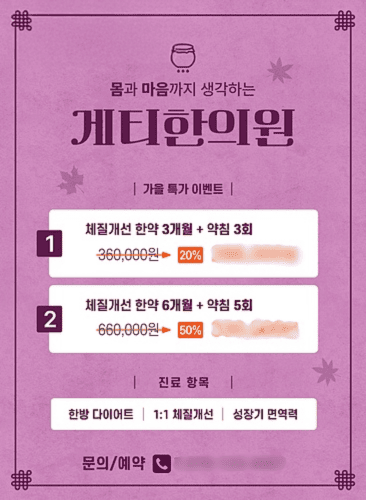 몸과 마음까지 생각하는
게티한의원
| 가을 특가 이벤트 |
1
체질개선 한약 3개월 + 약침 3회
360,000원 20%
2
체질개선 한약 6개월 + 약침 5회
660,000원 50%
| 진료 항목 |
한방 다이어트 | 1:1 체질개선 | 성장기 면역력
문의/예약